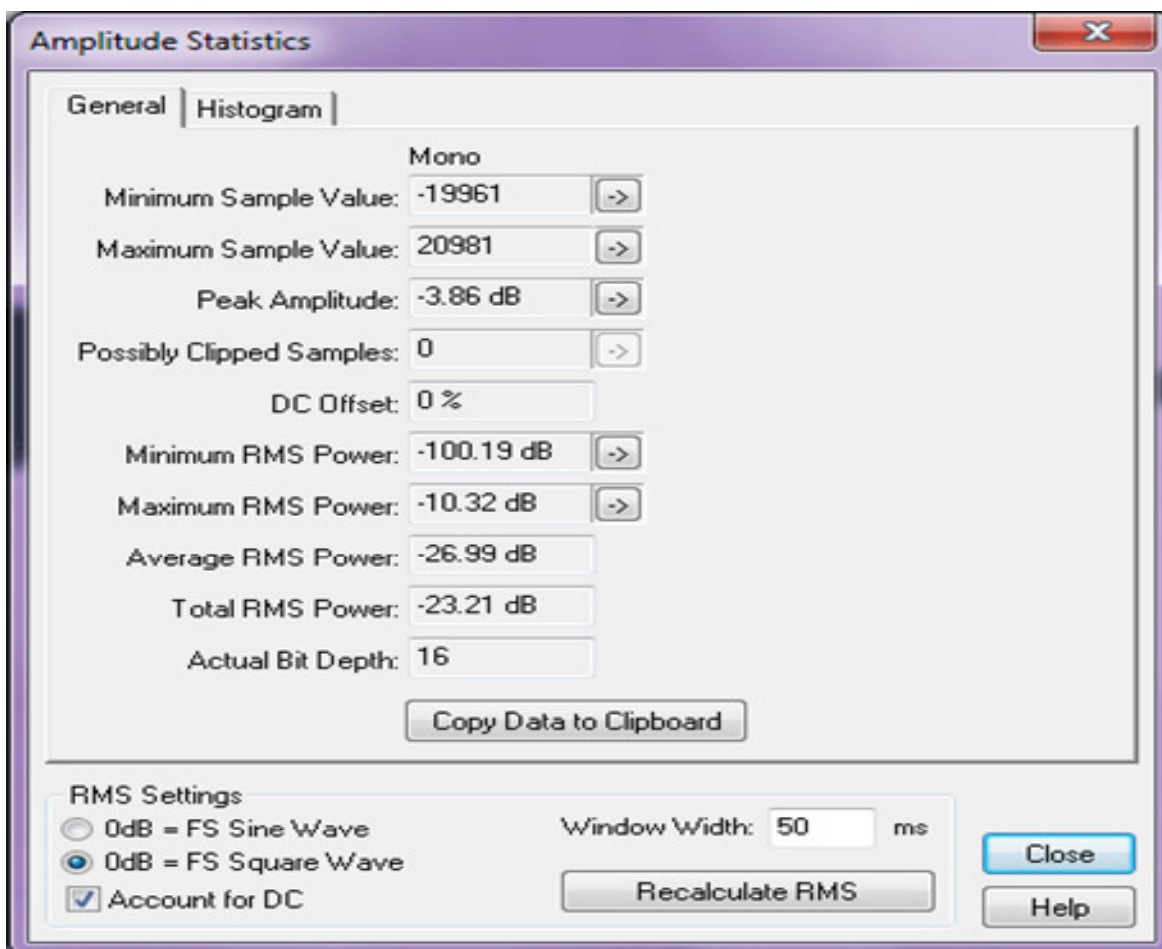 Amplitude Statistics
General Histogram
Mono
Minimum Sample Value: -19961 ->
Maximum Sample Value: 20981 ->
Peak Amplitude: -3.86 dB ->
Possibly Clipped Samples: 0 ->
DC Offset: 0 %
Minimum RMS Power: -100.19 dB ->
Maximum RMS Power: -10.32 dB ->
Average RMS Power: -26.99 dB
Total RMS Power: -23.21 dB
Actual Bit Depth: 16
Copy Data to Clipboard
RMS Settings
0dB = FS Sine Wave Window Width: 50 ms
0dB = FS Square Wave Close
Account for DC Recalculate RMS Help